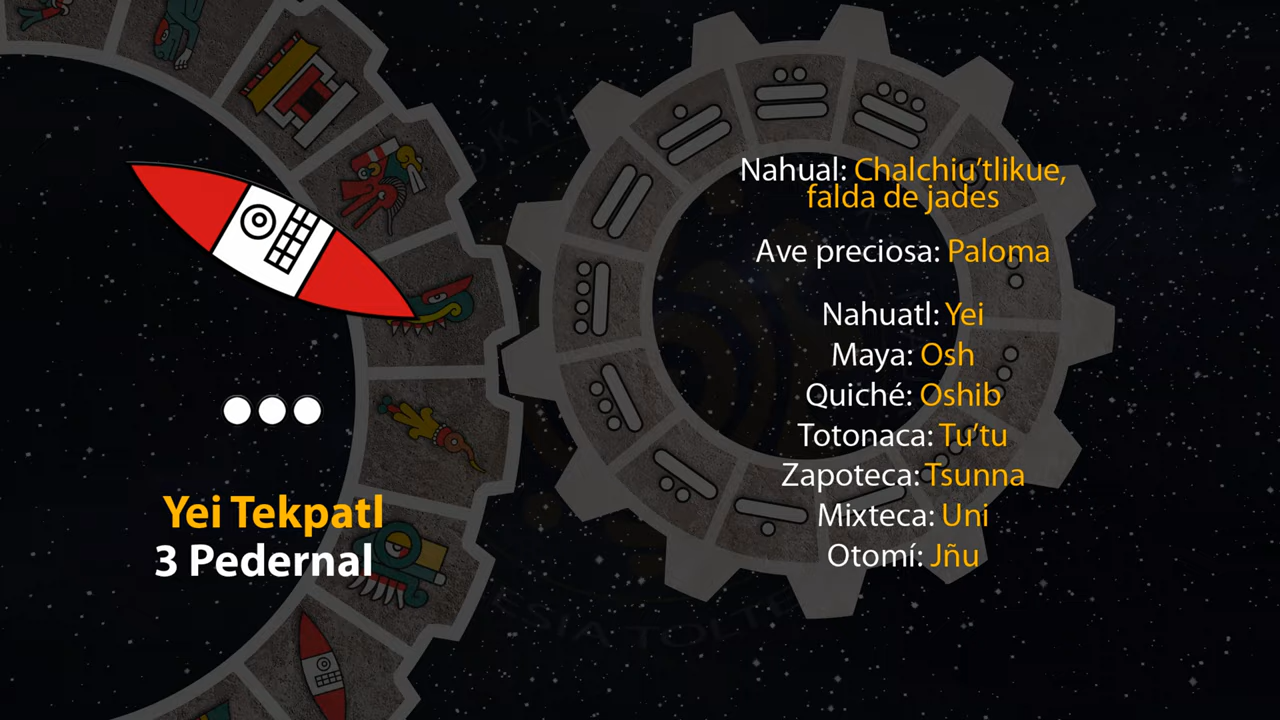 Yei Tekpatl
3 Pedernal
Nahual: Chalchiu’tlikue,
falda de jades
Ave preciosa: Paloma
Nahuatl: Yei
Maya: Osh
Quiché: Oshib
Totonaca: Tu’tu
Zapoteca: Tsunna
Mixteca: Uni
Otomí: Jñu